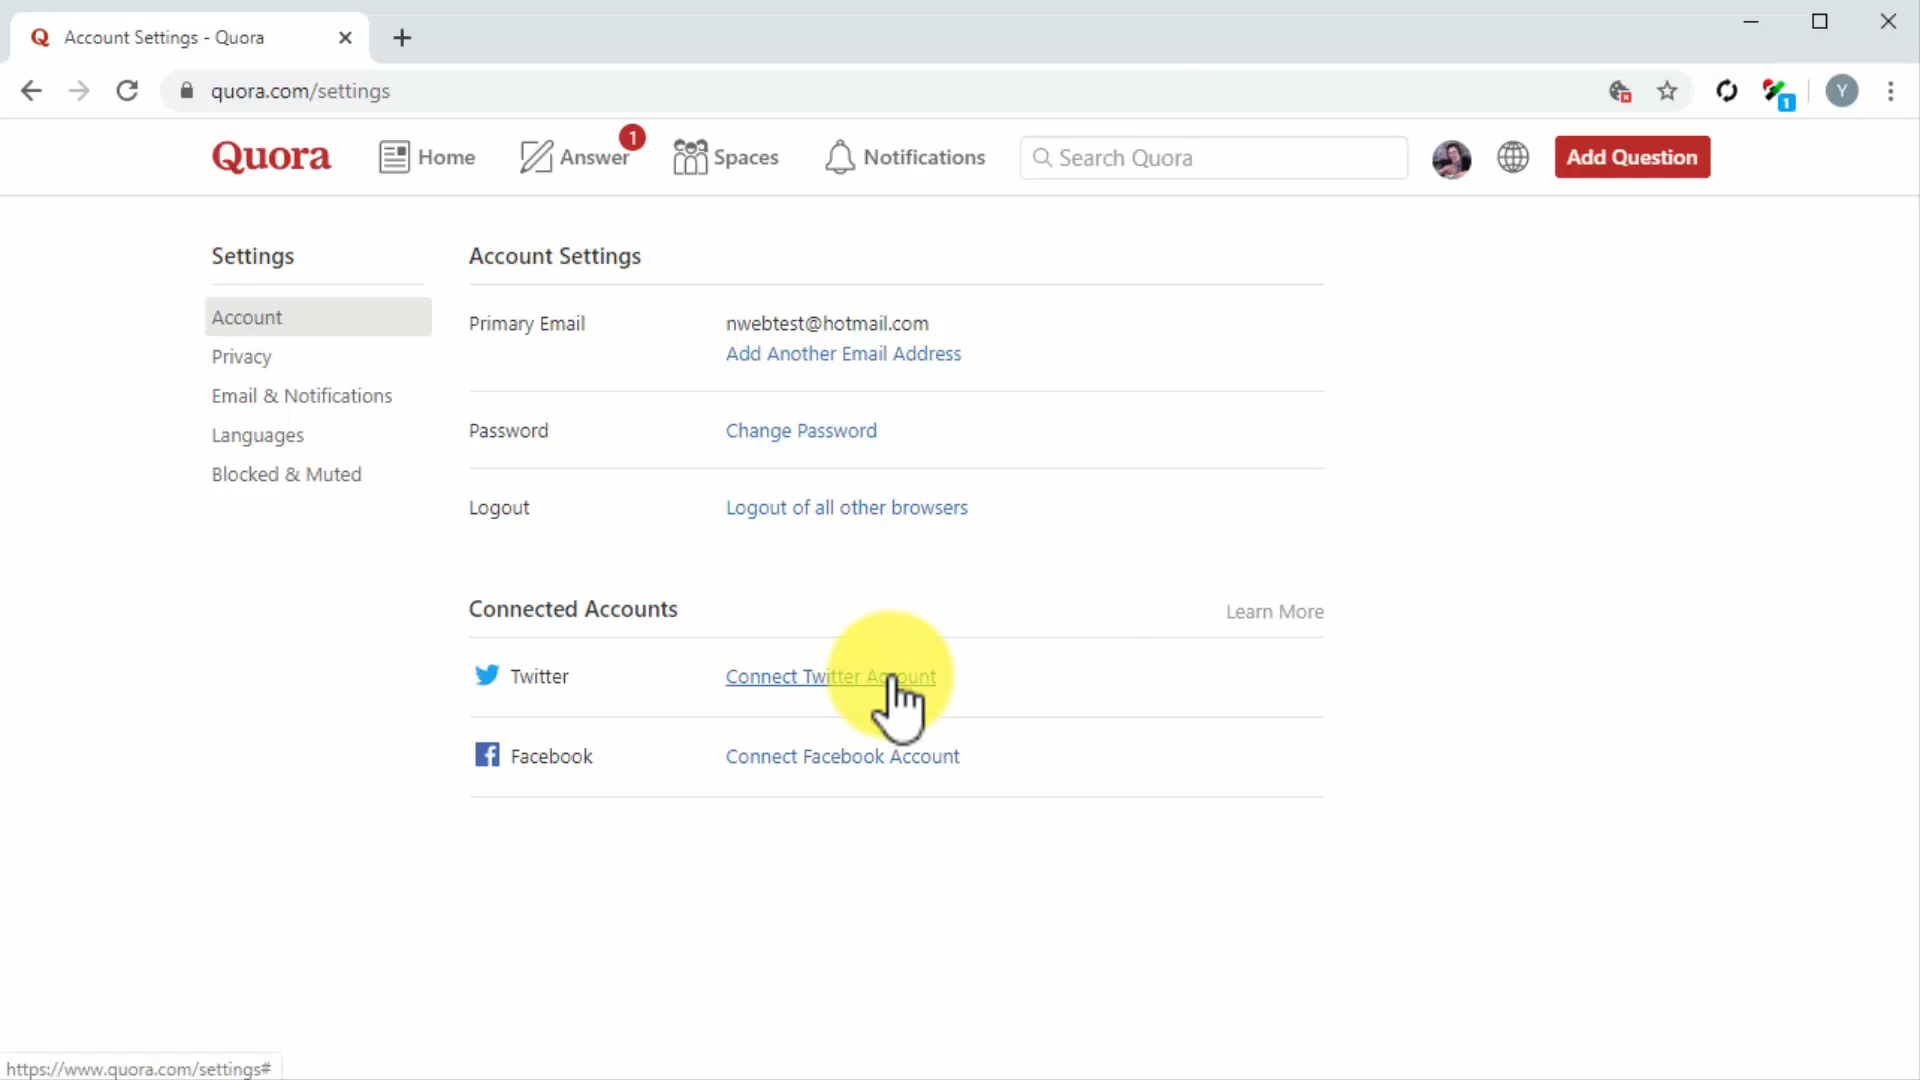 Q Account Settings - Quora
quora.com/settings
1
Y
Quora
Home
Answer
1
Spaces
Notifications
Search Quora
Add Question
Settings
Account
Privacy
Email & Notifications
Languages
Blocked & Muted
Account Settings
Primary Email
nwebtest@hotmail.com
Add Another Email Address
Password
Change Password
Logout
Logout of all other browsers
Connected Accounts
Learn More
Twitter
Connect Twitter Account
Facebook
Connect Facebook Account
https://www.quora.com/settings#